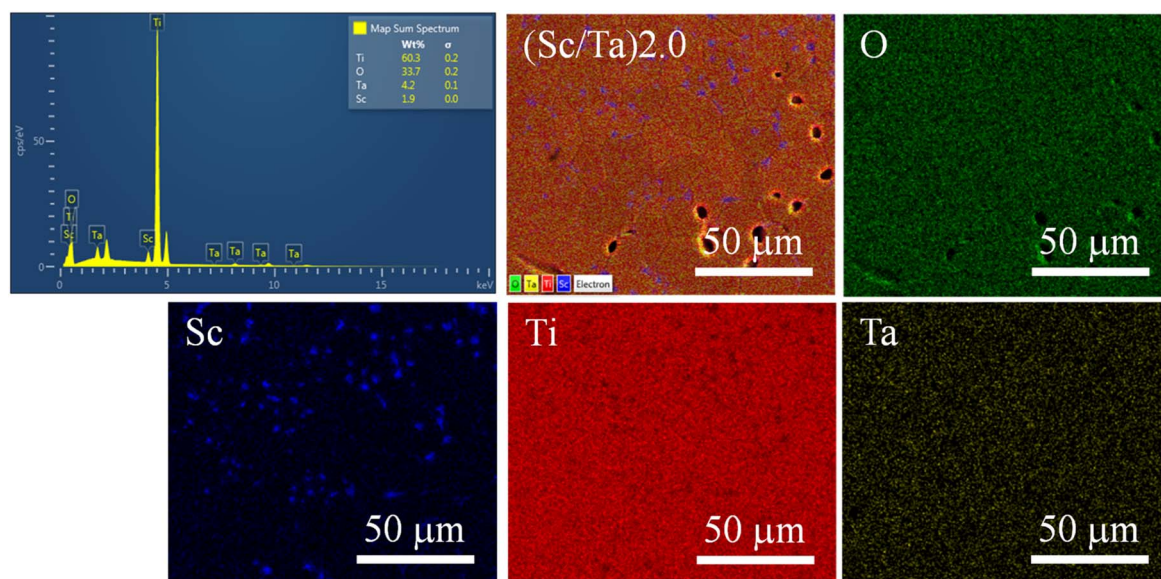 Map Sum Spectrum
Wt% σ
Ti 60.3 0.2
O 33.7 0.2
Ta 4.2 0.1
Sc 1.9 0.0
cps/eV
50
0
Ti
O
T
Sc
Ta
Sc
Ta
Ta
Ta
Ta
0 5 10 15 keV
(Sc/Ta)2.0
50 μm
O Ta Ti Sc Electron
O
50 μm
Sc
50 μm
Ti
50 μm
Ta
50 μm